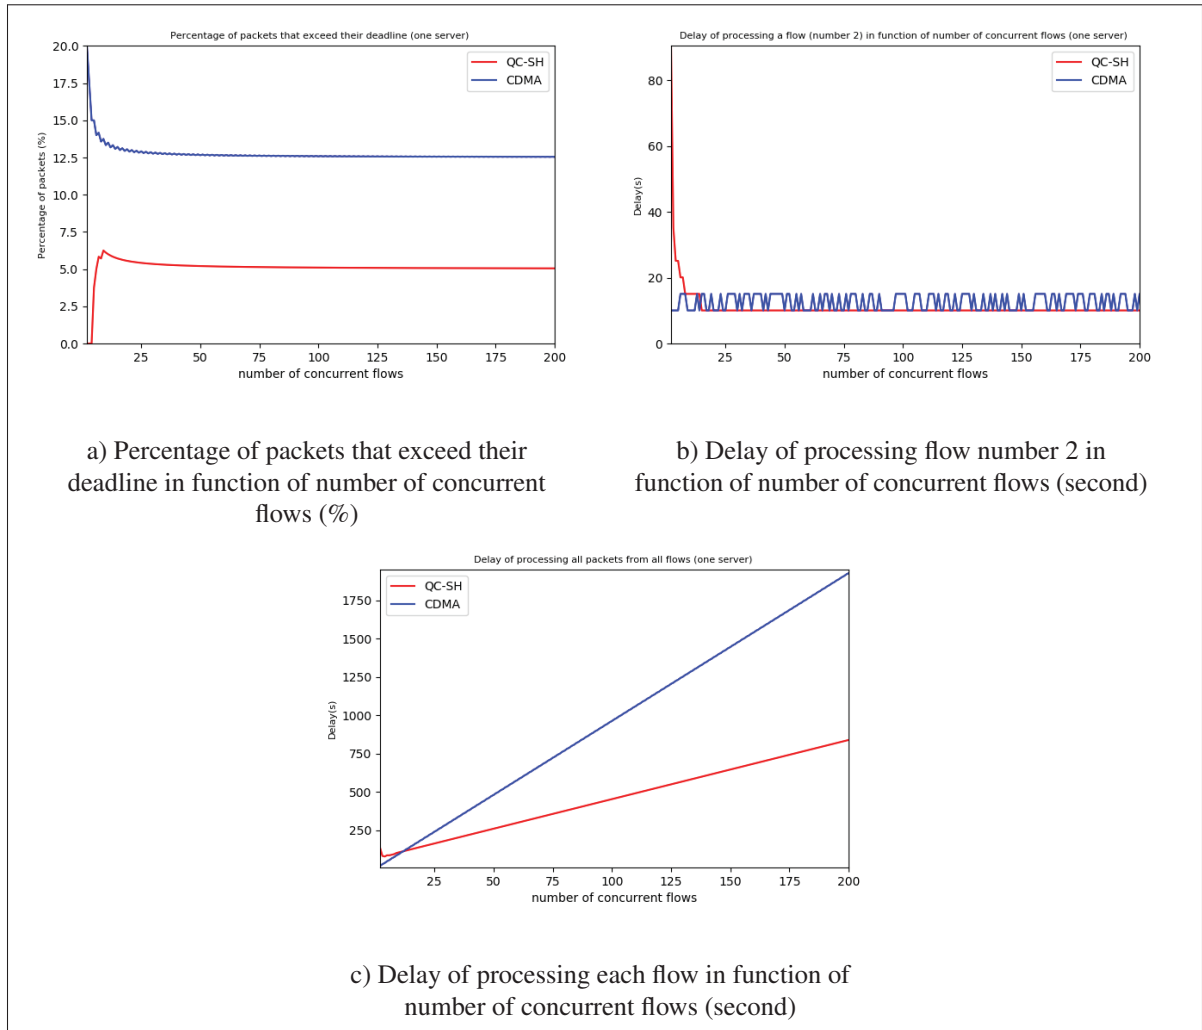 Percentage of packets that exceed their deadline (one server)
20.0
17.5
15.0
12.5
10.0
7.5
5.0
2.5
0.0
Percentage of packets (%)
QC-SH
CDMA
25
50
75
100
125
150
175
200
number of concurrent flows
a) Percentage of packets that exceed their
deadline in function of number of concurrent
flows (%)
Delay of processing a flow (number 2) in function of number of concurrent flows (one server)
80
60
40
20
0
Delay(s)
QC-SH
CDMA
25
50
75
100
125
150
175
200
number of concurrent flows
b) Delay of processing flow number 2 in
function of number of concurrent flows (second)
Delay of processing all packets from all flows (one server)
1750
1500
1250
1000
750
500
250
Delay(s)
QC-SH
CDMA
25
50
75
100
125
150
175
200
number of concurrent flows
c) Delay of processing each flow in function of
number of concurrent flows (second)